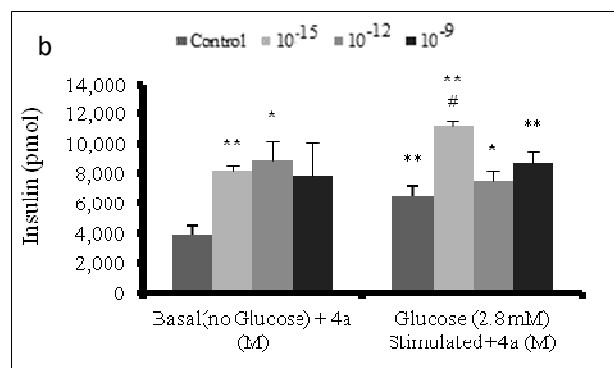 b
Control 10⁻¹⁵ 10⁻¹² 10⁻⁹
14,000
12,000
10,000
8,000
6,000
4,000
2,000
0
Insulin (pmol)
** * ** ** # * **
Basal(no Glucose) + 4a
(M)
Glucose (2.8 mM)
Stimulated+4a (M)